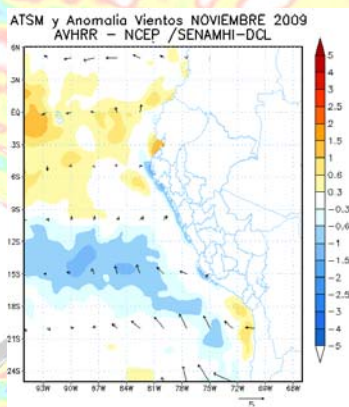 ATSM y Anomalia Vientos NOVIEMBRE 2009
AVHRR - NCEP /SENAMHI-DCL
6N
3N
EQ
3S
6S
9S
12S
15S
18S
21S
24S
93W 90W 87W 84W 81W 78W 75W 72W 69W 66W
5
4
3
2.5
2
1.5
1
0.6
0.3
-0.3
-0.6
-1
-1.5
-2
-2.5
-3
-4
-5